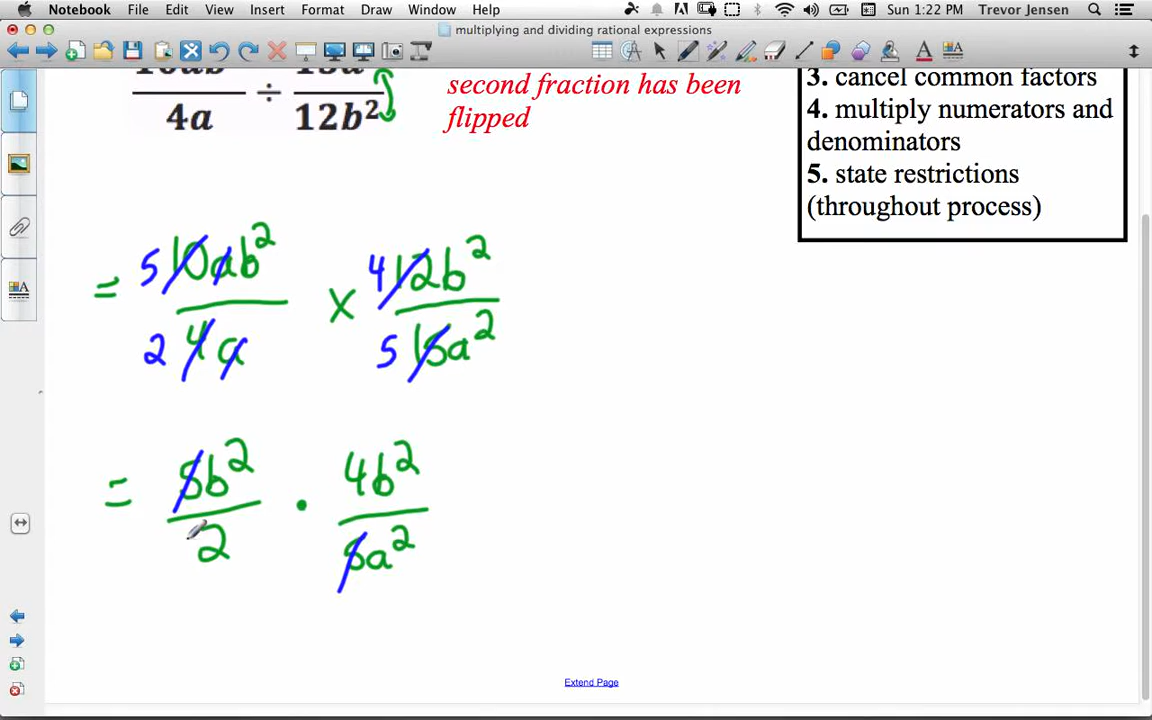 Notebook File Edit View Insert Format Draw Window Help Sun 1:22 PM Trevor Jensen
multiplying and dividing rational expressions
second fraction has been
flipped
4a ÷ 12b²
3. cancel common factors
4. multiply numerators and
denominators
5. state restrictions
(throughout process)
= 5 10ab² × 4 12b²
2 4a 5 15a²
= 5b² · 4b²
2 5a²
Extend Page